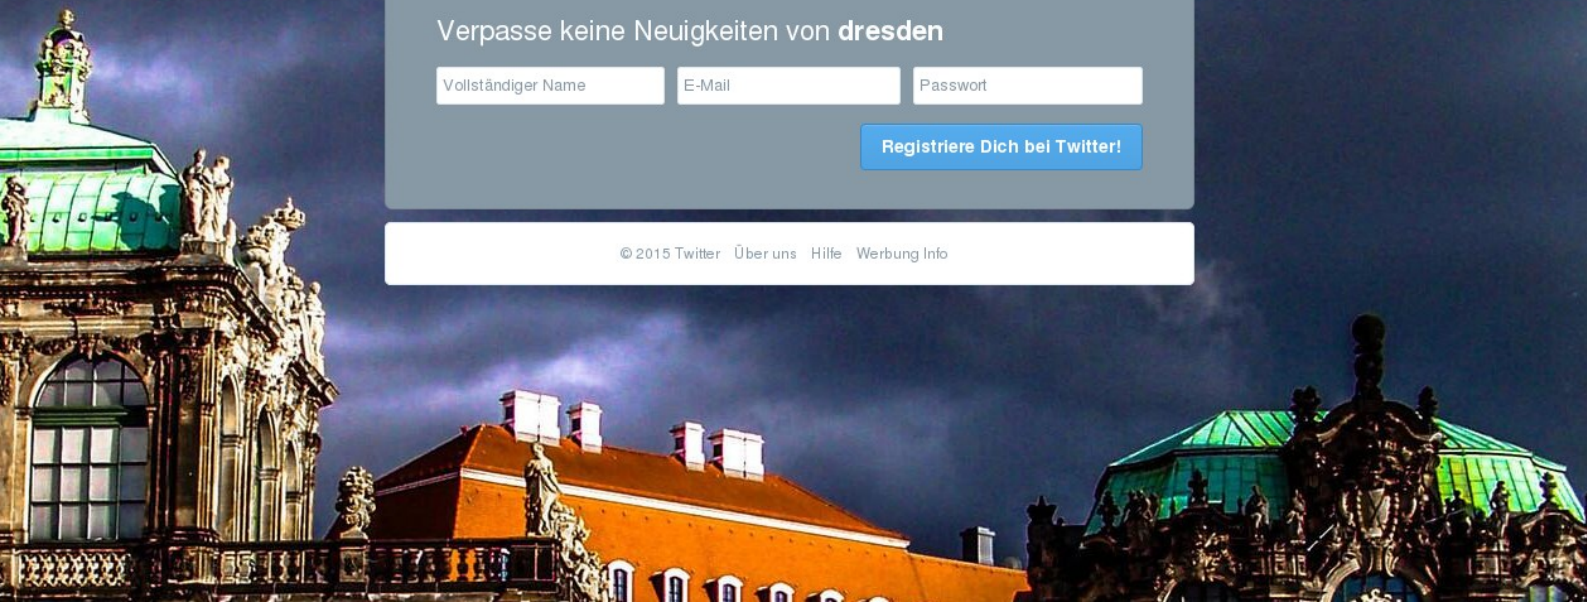 Verpasse keine Neuigkeiten von dresden
Vollständiger Name
E-Mail
Passwort
Registriere Dich bei Twitter!
© 2015 Twitter Über uns Hilfe Werbung Info